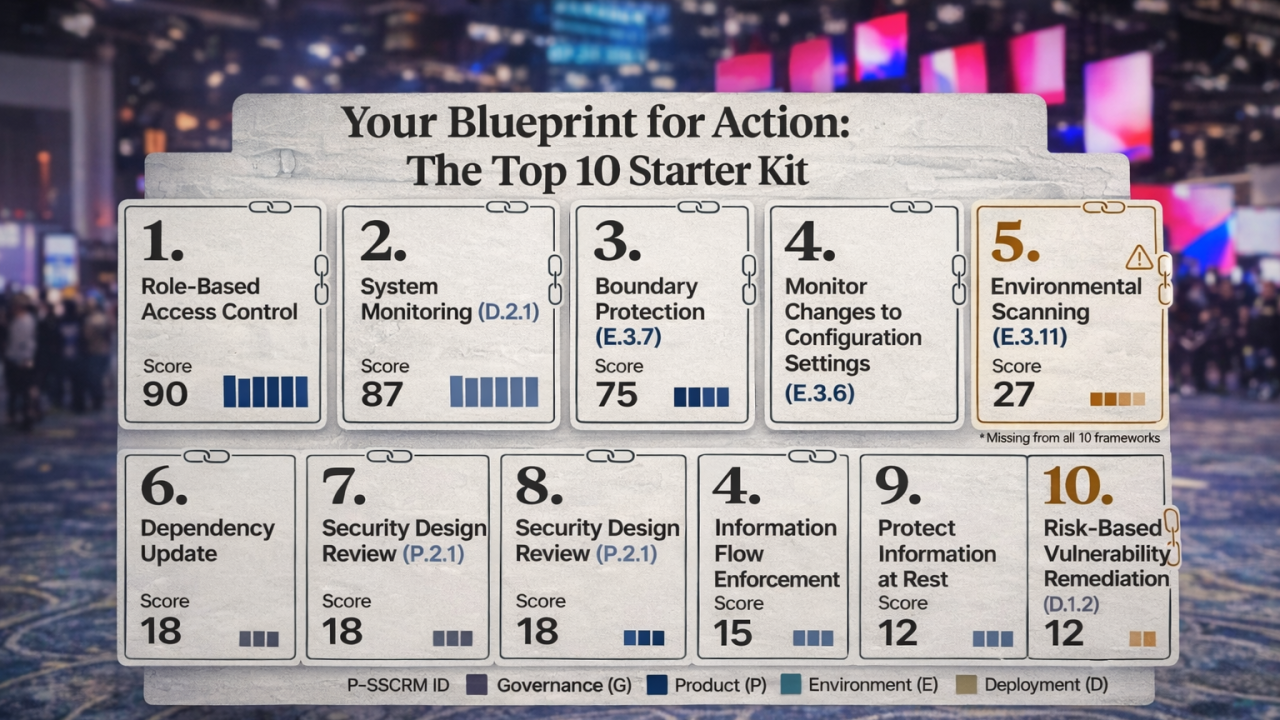 Your Blueprint for Action:
The Top 10 Starter Kit
1.
Role-Based
Access Control
Score
90
2.
System
Monitoring (D.2.1)
Score
87
3.
Boundary
Protection
(E.3.7)
Score
75
4.
Monitor
Changes to
Configuration
Settings
(E.3.6)
5.
Environmental
Scanning
(E.3.11)
Score
27
*Missing from all 10 frameworks
6.
Dependency
Update
Score
18
7.
Security Design
Review (P.2.1)
Score
18
8.
Security Design
Review (P.2.1)
Score
18
4.
Information
Flow
Enforcement
Score
15
9.
Protect
Information
at Rest
Score
12
10.
Risk-Based
Vulnerability
Remediation
(D.1.2)
Score
12
P-SSCRM ID
Governance (G)
Product (P)
Environment (E)
Deployment (D)